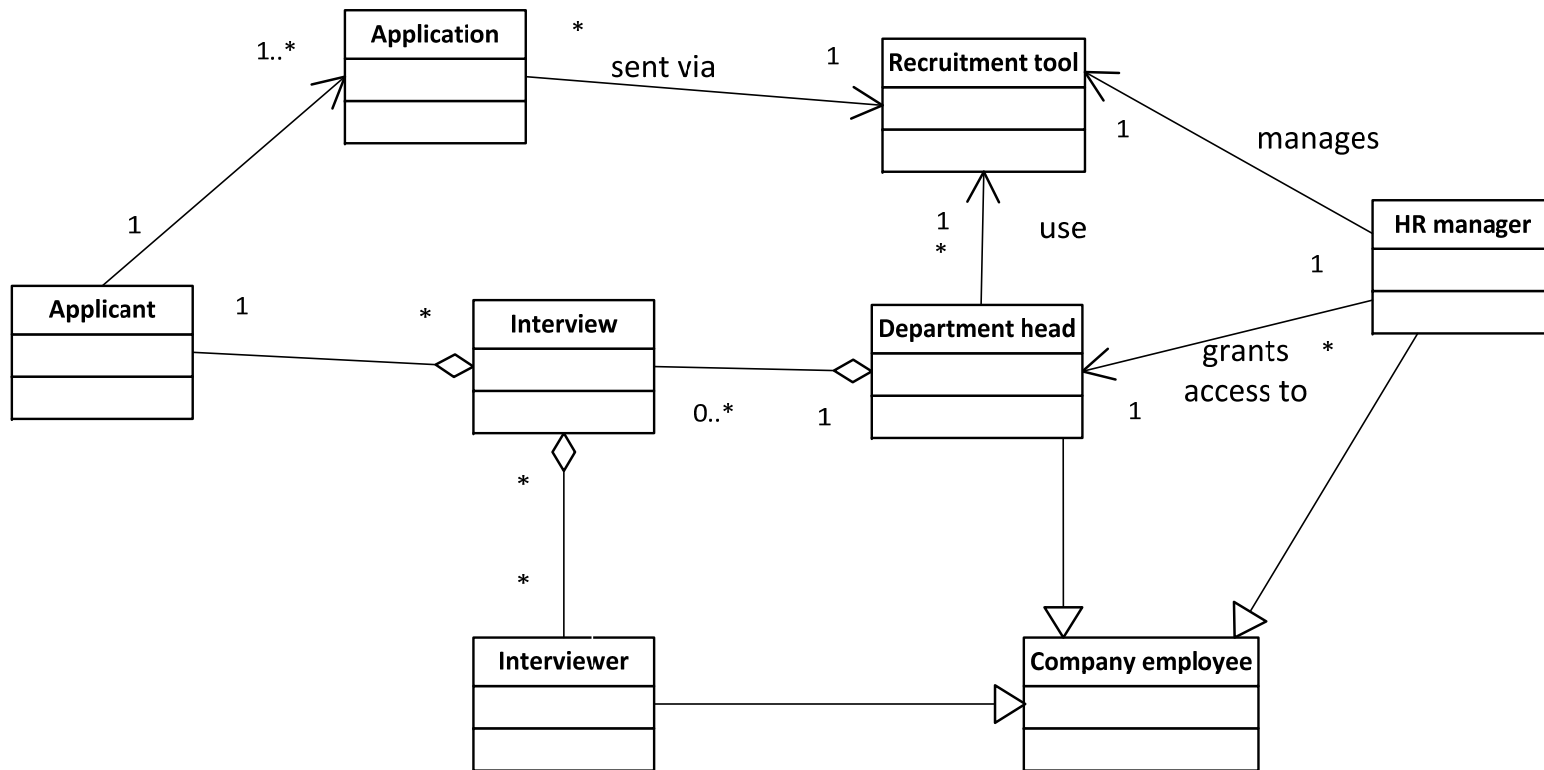 Application
*
1..*
sent via
1
Recruitment tool
1
manages
1
1
*
use
HR manager
1
Applicant
1
*
Interview
Department head
grants
access to
*
0..*
1
1
*
*
Interviewer
Company employee